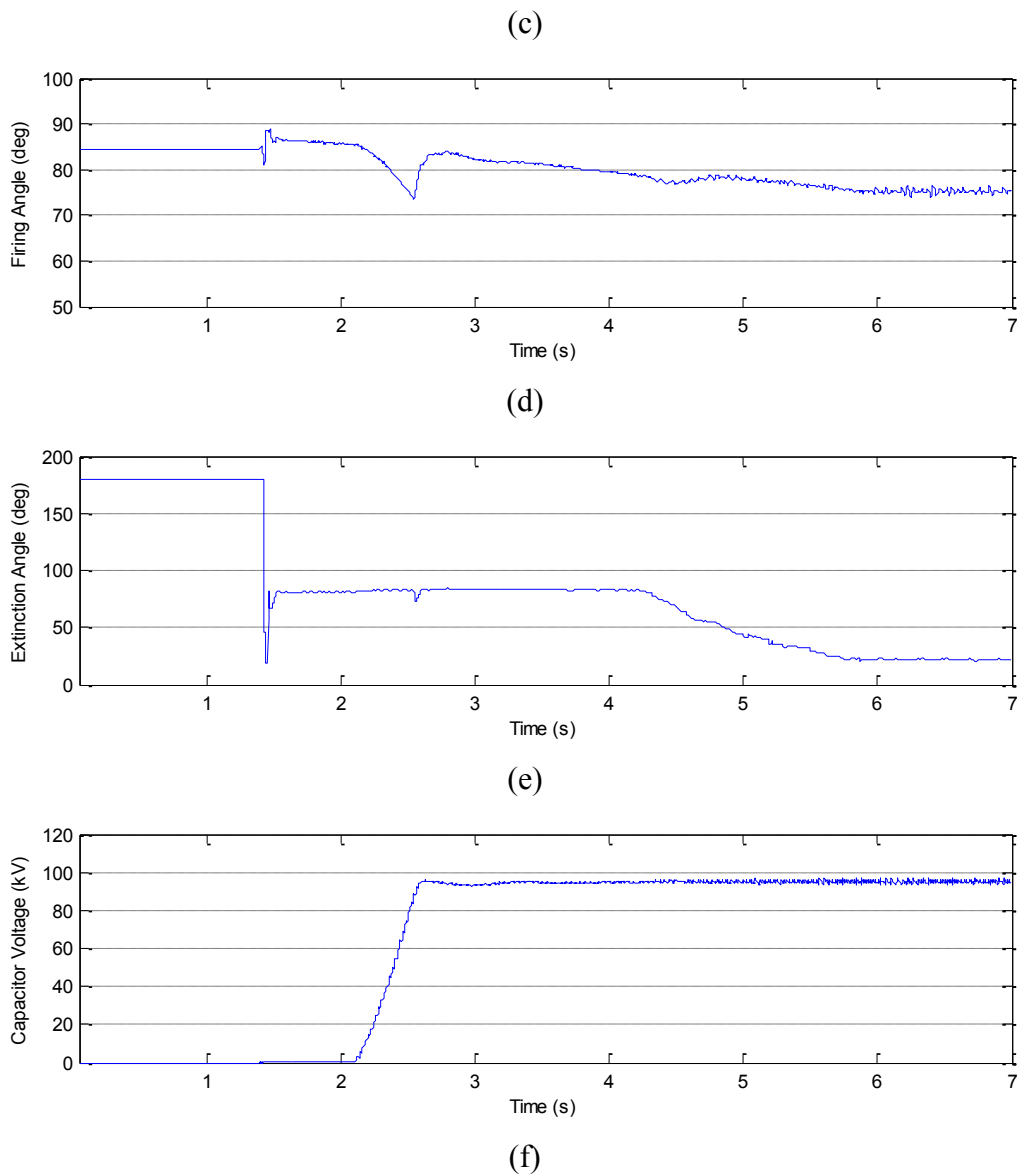 (c)
100
90
80
70
60
50
Firing Angle (deg)
1 2 3 4 5 6 7
Time (s)
(d)
200
150
100
50
0
Extinction Angle (deg)
1 2 3 4 5 6 7
Time (s)
(e)
120
100
80
60
40
20
0
Capacitor Voltage (kV)
1 2 3 4 5 6 7
Time (s)
(f)